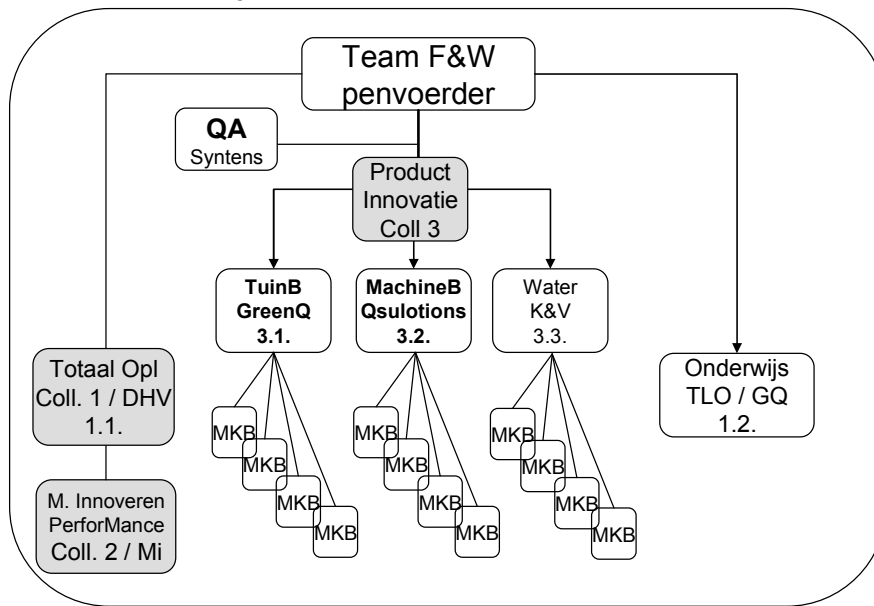 Team F&W
penvoerder
QA
Syntens
Product
Innovatie
Coll 3
TuinB
GreenQ
3.1.
MachineB
Qsulotions
3.2.
Water
K&V
3.3.
Totaal Opl
Coll. 1 / DHV
1.1.
Onderwijs
TLO / GQ
1.2.
M. Innoveren
PerforMance
Coll. 2 / Mi
MKB
MKB
MKB
MKB
MKB
MKB
MKB
MKB
MKB
MKB
MKB
MKB